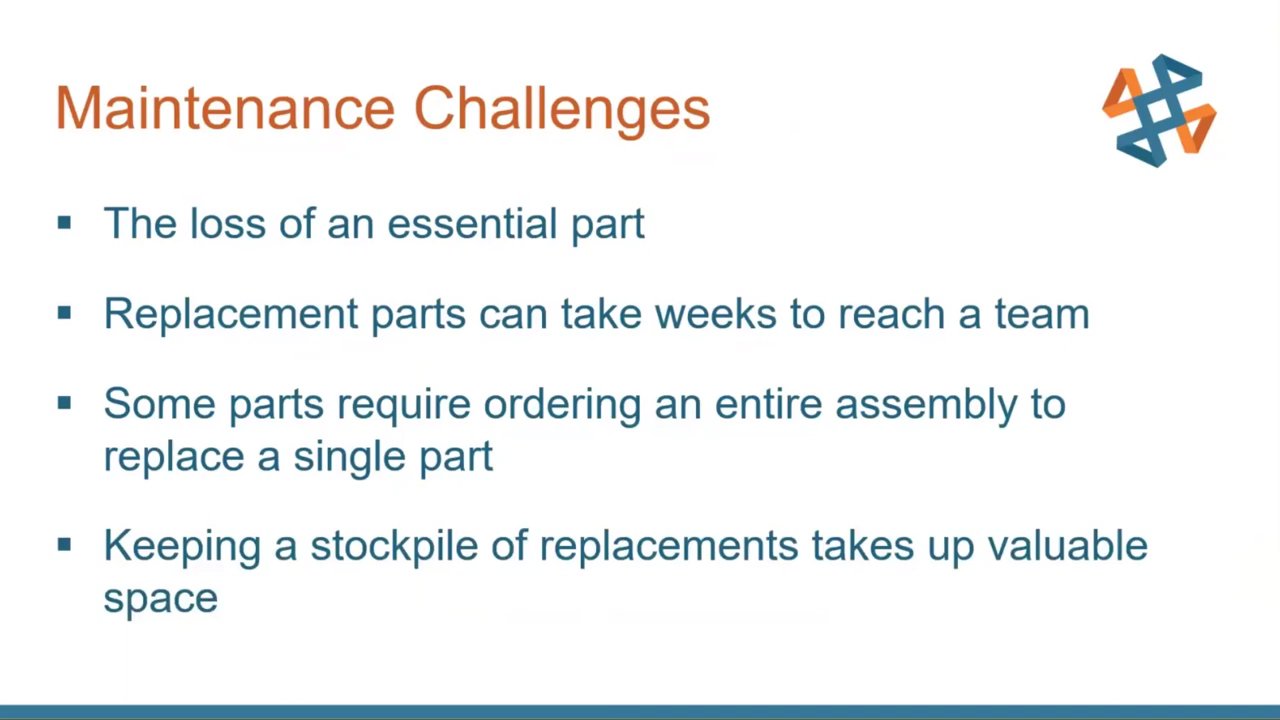 Maintenance Challenges
▪ The loss of an essential part
▪ Replacement parts can take weeks to reach a team
▪ Some parts require ordering an entire assembly to
replace a single part
▪ Keeping a stockpile of replacements takes up valuable
space